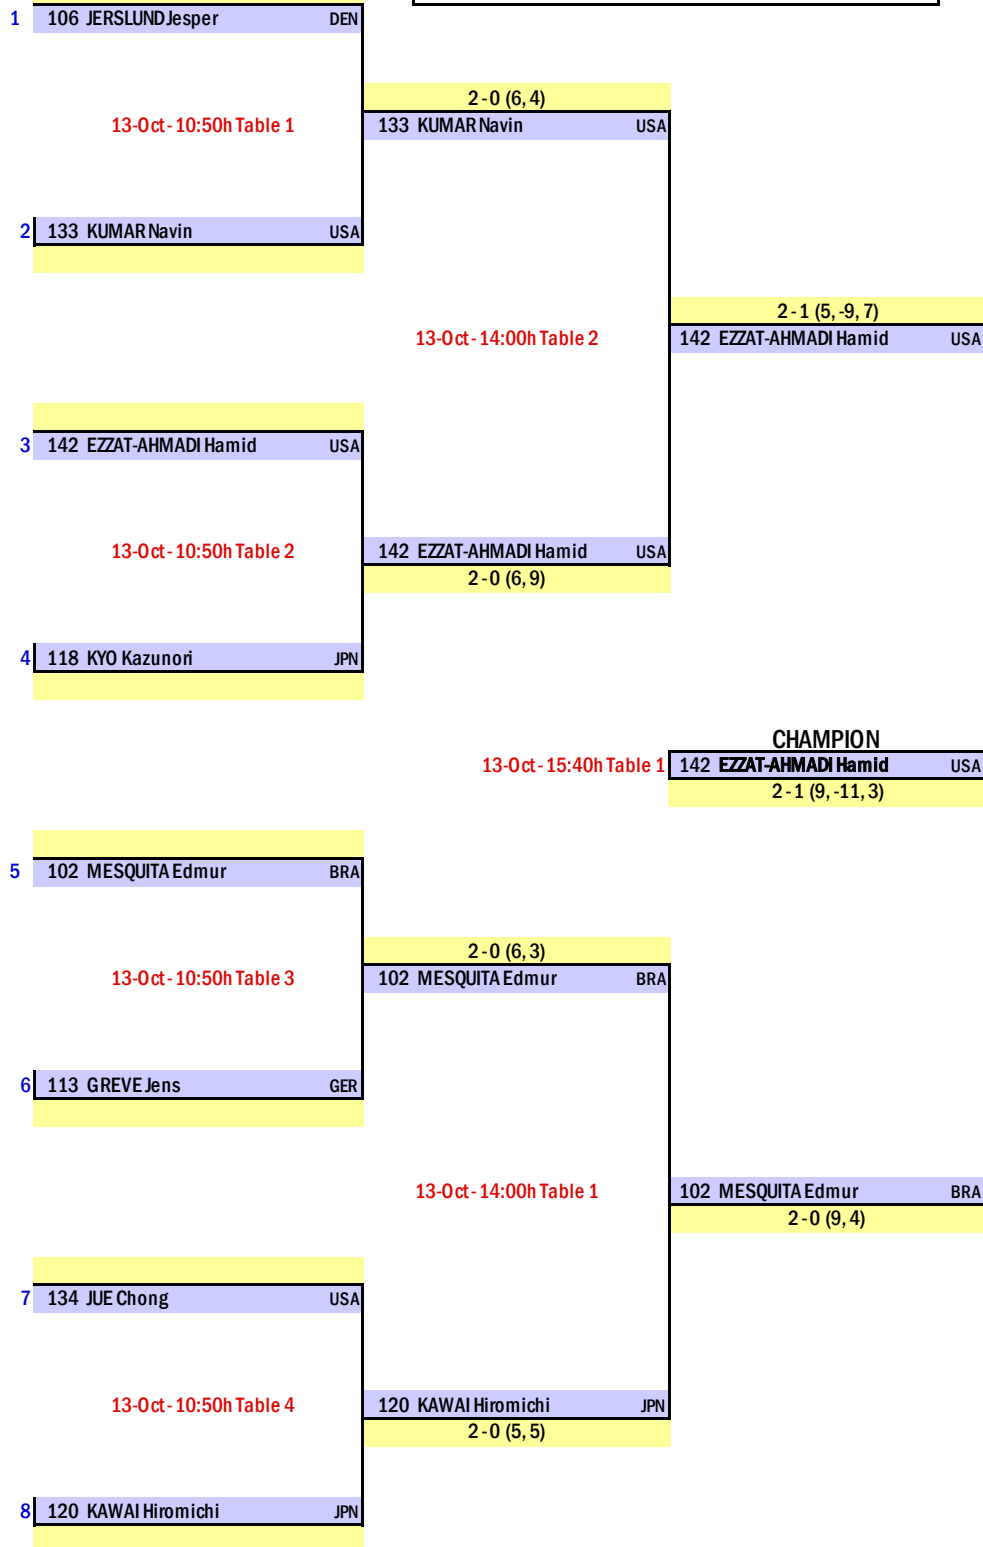 1 106 JERSLUND Jesper DEN
2 - 0 (6, 4)
13-Oct - 10:50h Table 1 133 KUMAR Navin USA
2 133 KUMAR Navin USA
2 - 1 (5, -9, 7)
13-Oct - 14:00h Table 2 142 EZZAT-AHMADI Hamid USA
3 142 EZZAT-AHMADI Hamid USA
13-Oct - 10:50h Table 2 142 EZZAT-AHMADI Hamid USA
2 - 0 (6, 9)
4 118 KYO Kazunori JPN
CHAMPION
13-Oct - 15:40h Table 1 142 EZZAT-AHMADI Hamid USA
2 - 1 (9, -11, 3)
5 102 MESQUITA Edmur BRA
2 - 0 (6, 3)
13-Oct - 10:50h Table 3 102 MESQUITA Edmur BRA
6 113 GREVE Jens GER
13-Oct - 14:00h Table 1 102 MESQUITA Edmur BRA
2 - 0 (9, 4)
7 134 JUE Chong USA
13-Oct - 10:50h Table 4 120 KAWAI Hiromichi JPN
2 - 0 (5, 5)
8 120 KAWAI Hiromichi JPN